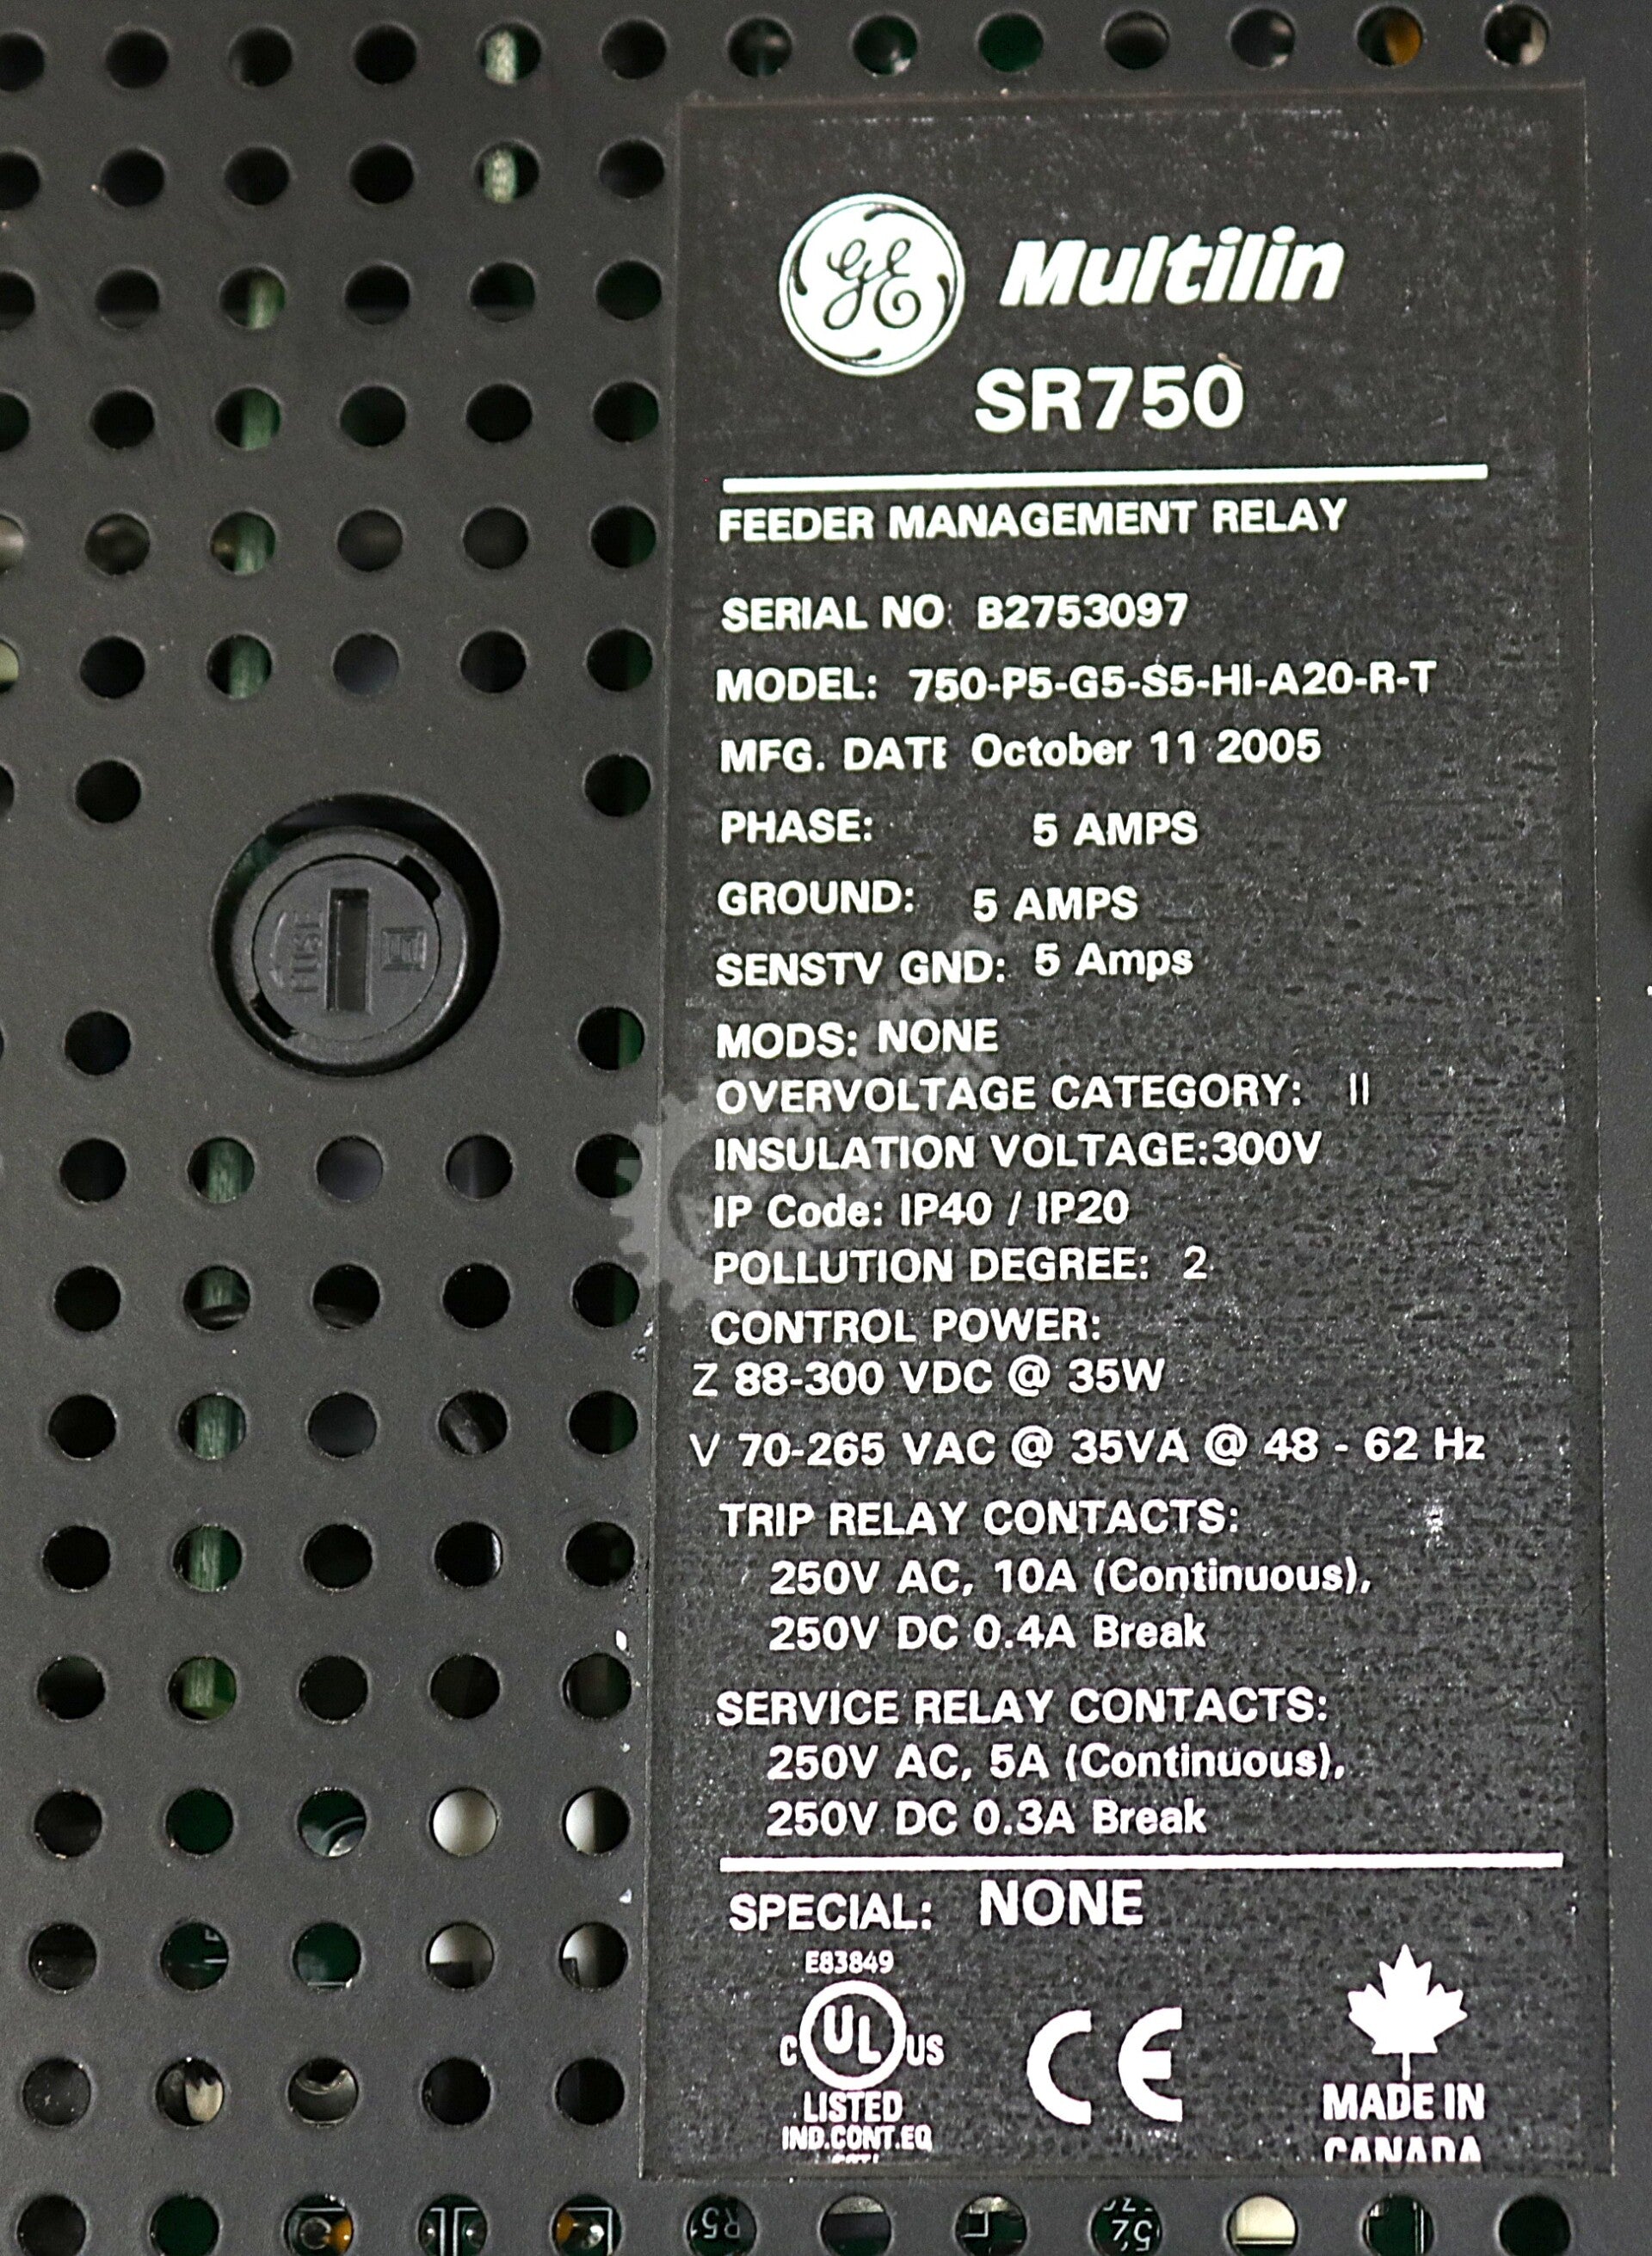 GE Multilin
SR750
FEEDER MANAGEMENT RELAY
SERIAL NO: B2753097
MODEL: 750-P5-G5-S5-HI-A20-R-T
MFG. DATE October 11 2005
PHASE: 5 AMPS
GROUND: 5 AMPS
SENSTV GND: 5 Amps
MODS: NONE
OVERVOLTAGE CATEGORY: II
INSULATION VOLTAGE:300V
IP Code: IP40 / IP20
POLLUTION DEGREE: 2
CONTROL POWER:
Z 88-300 VDC @ 35W
V 70-265 VAC @ 35VA @ 48 - 62 Hz
TRIP RELAY CONTACTS:
250V AC, 10A (Continuous),
250V DC 0.4A Break
SERVICE RELAY CONTACTS:
250V AC, 5A (Continuous),
250V DC 0.3A Break
SPECIAL: NONE
E83849
C UL US
LISTED
IND.CONT.EQ
CE
MADE IN
CANADA
FUSE